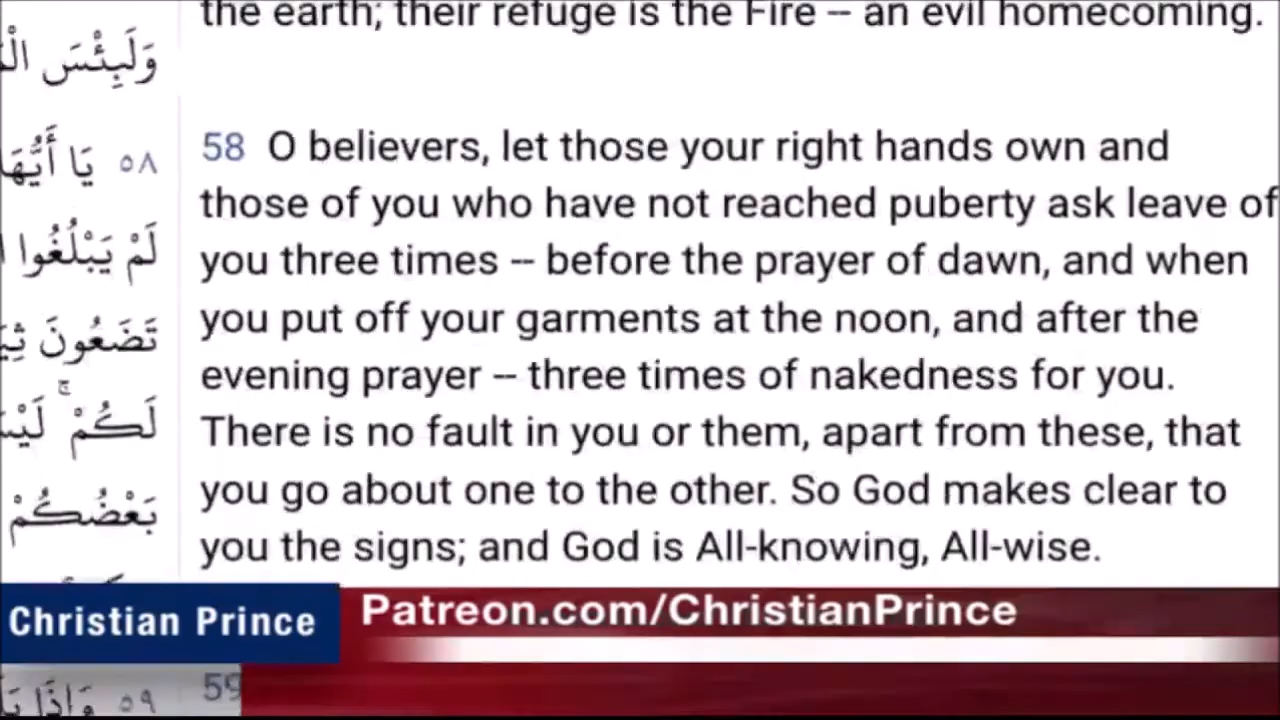 the earth; their refuge is the Fire -- an evil homecoming.
وَلَبِئْسَ
58 O believers, let those your right hands own and
٥٨ يَا أَيُّهَا
those of you who have not reached puberty ask leave of
لَمْ يَبْلُغُوا
you three times -- before the prayer of dawn, and when
you put off your garments at the noon, and after the
تَضَعُونَ
evening prayer -- three times of nakedness for you.
There is no fault in you or them, apart from these, that
لَكُمْ ۚ
you go about one to the other. So God makes clear to
بَعْضُكُمْ
you the signs; and God is All-knowing, All-wise.
Christian Prince
Patreon.com/ChristianPrince
59
٥٩ وَإِذَا